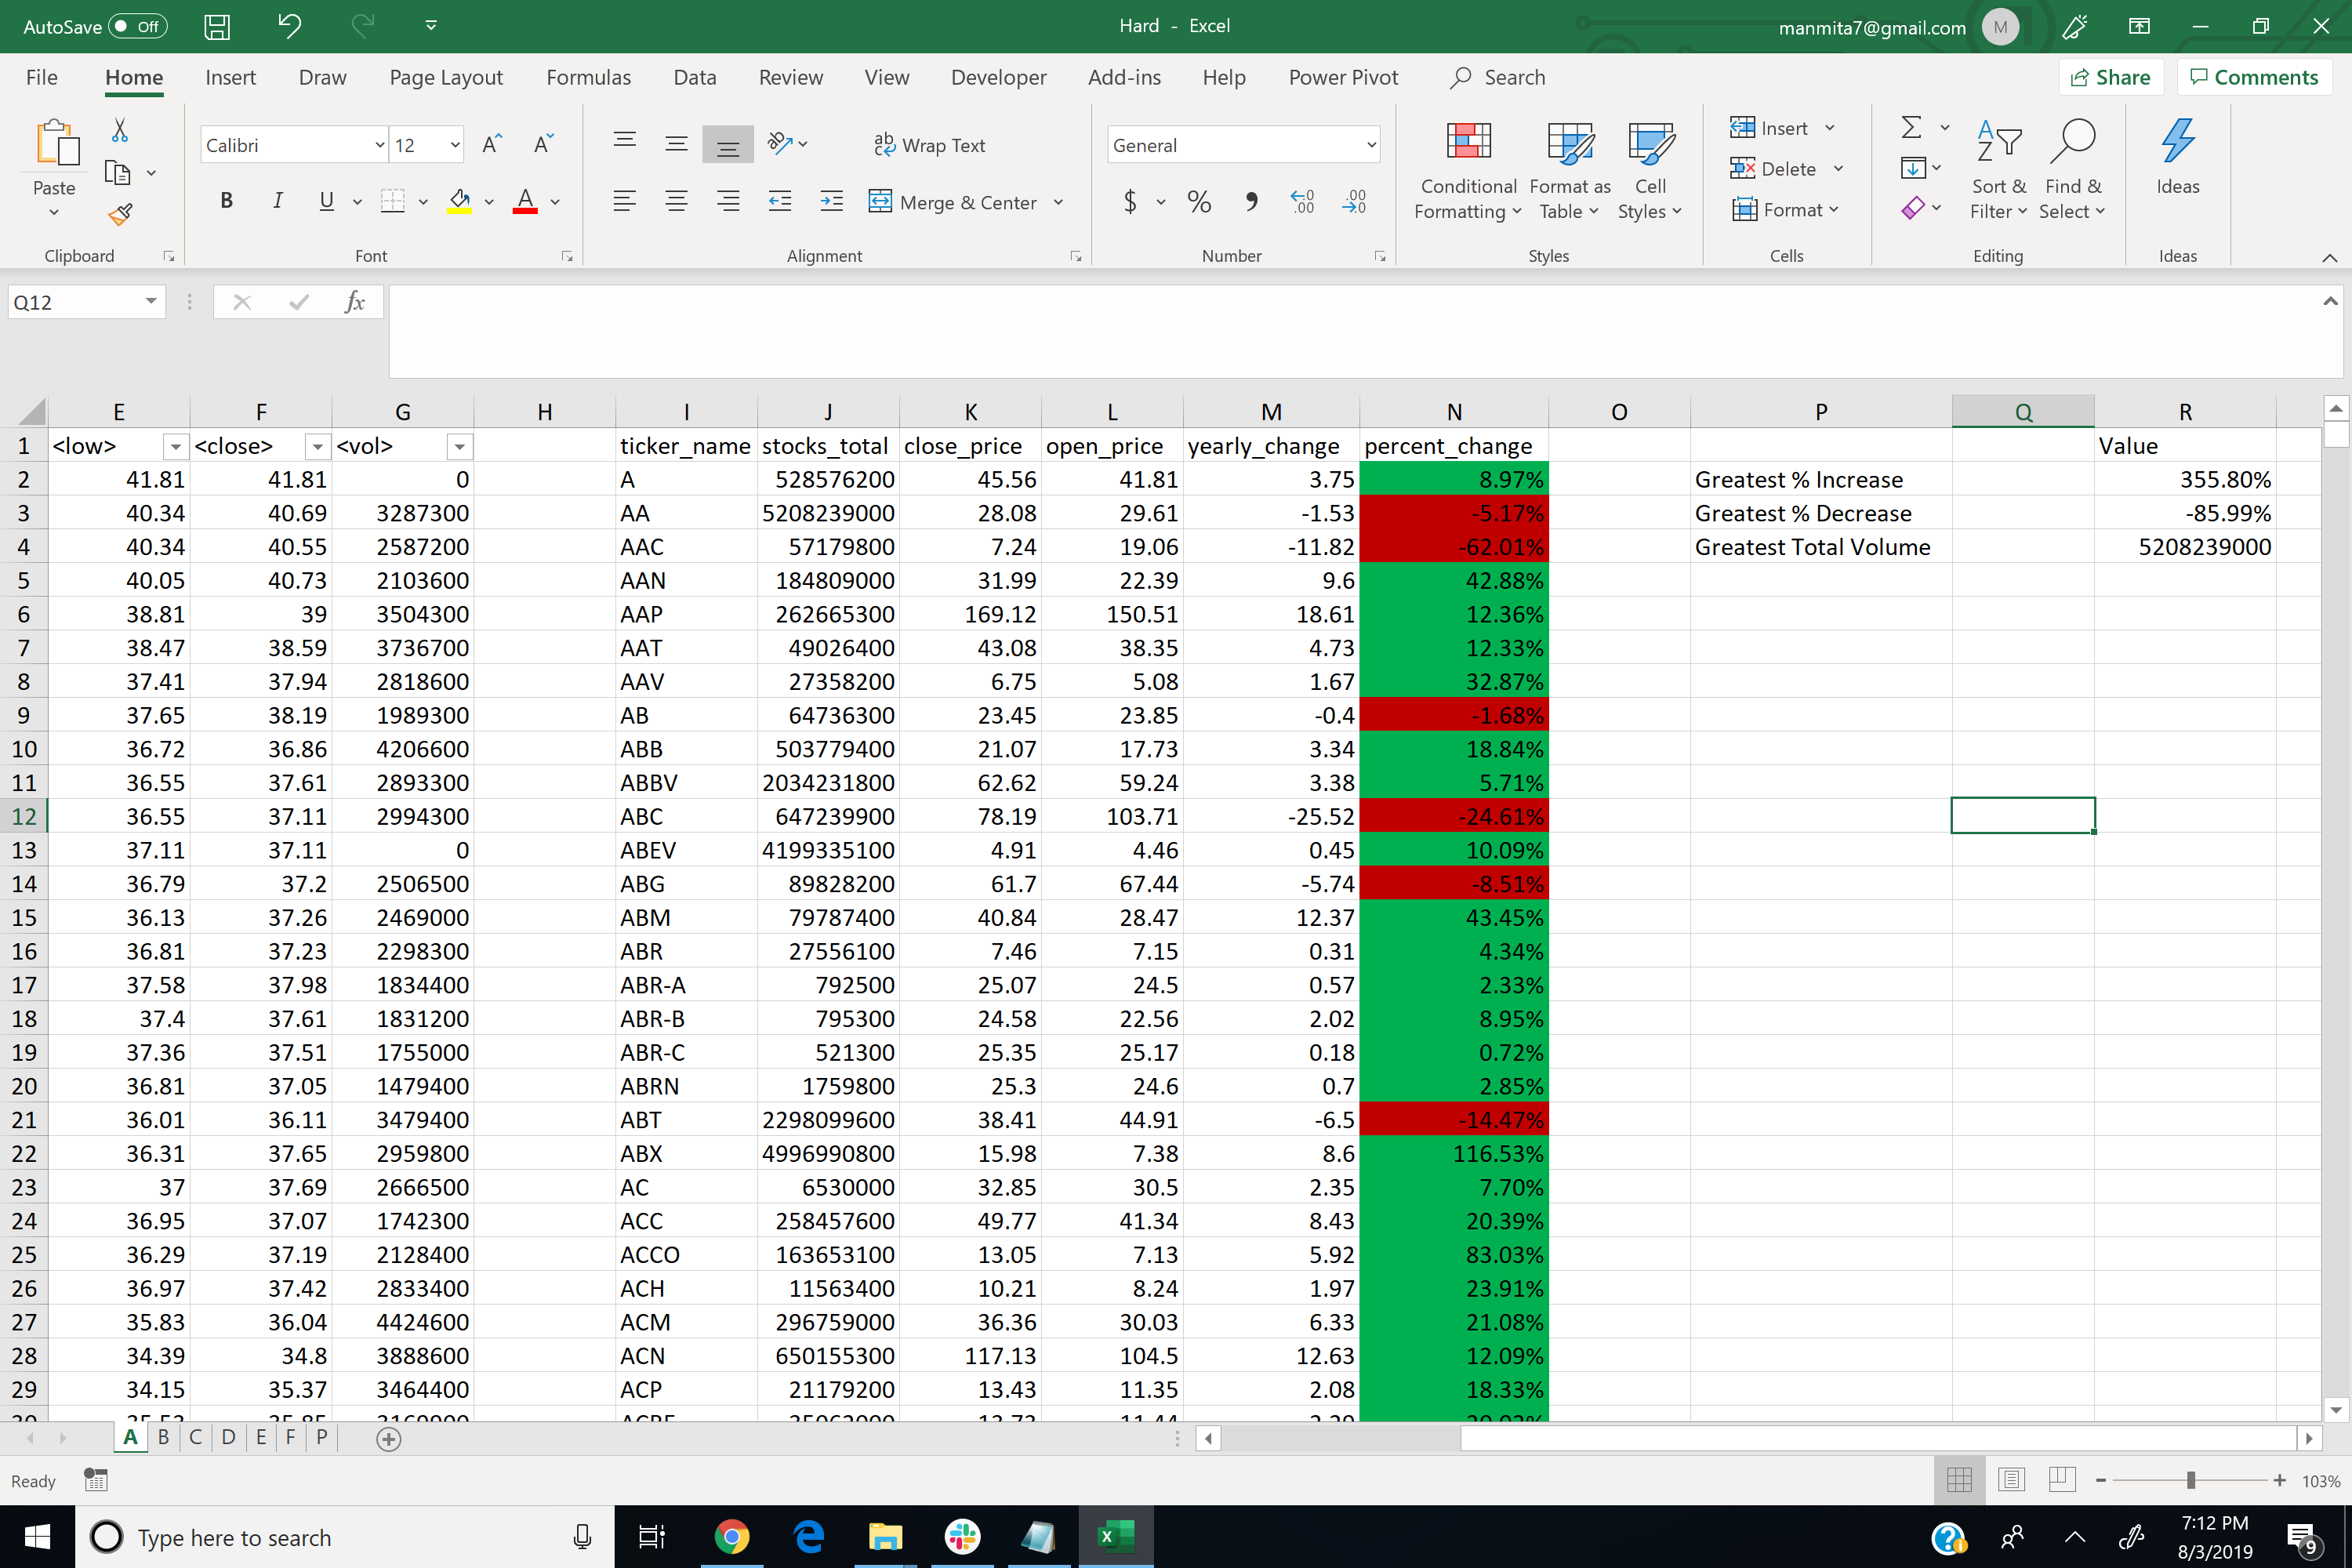 AutoSave Off Hard - Excel manmita7@gmail.com M
File Home Insert Draw Page Layout Formulas Data Review View Developer Add-ins Help Power Pivot Search Share Comments
Paste
Calibri 12
Wrap Text
Merge & Center
General
Conditional Formatting
Format as Table
Cell Styles
Insert
Delete
Format
Sort & Filter
Find & Select
Ideas
Clipboard Font Alignment Number Styles Cells Editing Ideas
Q12 fx
E F G H I J K L M N O P Q R
1 <low> <close> <vol> ticker_name stocks_total close_price open_price yearly_change percent_change Value
2 41.81 41.81 0 A 528576200 45.56 41.81 3.75 8.97% Greatest % Increase 355.80%
3 40.34 40.69 3287300 AA 5208239000 28.08 29.61 -1.53 -5.17% Greatest % Decrease -85.99%
4 40.34 40.55 2587200 AAC 57179800 7.24 19.06 -11.82 -62.01% Greatest Total Volume 5208239000
5 40.05 40.73 2103600 AAN 184809000 31.99 22.39 9.6 42.88%
6 38.81 39 3504300 AAP 262665300 169.12 150.51 18.61 12.36%
7 38.47 38.59 3736700 AAT 49026400 43.08 38.35 4.73 12.33%
8 37.41 37.94 2818600 AAV 27358200 6.75 5.08 1.67 32.87%
9 37.65 38.19 1989300 AB 64736300 23.45 23.85 -0.4 -1.68%
10 36.72 36.86 4206600 ABB 503779400 21.07 17.73 3.34 18.84%
11 36.55 37.61 2893300 ABBV 2034231800 62.62 59.24 3.38 5.71%
12 36.55 37.11 2994300 ABC 647239900 78.19 103.71 -25.52 -24.61%
13 37.11 37.11 0 ABEV 4199335100 4.91 4.46 0.45 10.09%
14 36.79 37.2 2506500 ABG 89828200 61.7 67.44 -5.74 -8.51%
15 36.13 37.26 2469000 ABM 79787400 40.84 28.47 12.37 43.45%
16 36.81 37.23 2298300 ABR 27556100 7.46 7.15 0.31 4.34%
17 37.58 37.98 1834400 ABR-A 792500 25.07 24.5 0.57 2.33%
18 37.4 37.61 1831200 ABR-B 795300 24.58 22.56 2.02 8.95%
19 37.36 37.51 1755000 ABR-C 521300 25.35 25.17 0.18 0.72%
20 36.81 37.05 1479400 ABRN 1759800 25.3 24.6 0.7 2.85%
21 36.01 36.11 3479400 ABT 2298099600 38.41 44.91 -6.5 -14.47%
22 36.31 37.65 2959800 ABX 4996990800 15.98 7.38 8.6 116.53%
23 37 37.69 2666500 AC 6530000 32.85 30.5 2.35 7.70%
24 36.95 37.07 1742300 ACC 258457600 49.77 41.34 8.43 20.39%
25 36.29 37.19 2128400 ACCO 163653100 13.05 7.13 5.92 83.03%
26 36.97 37.42 2833400 ACH 11563400 10.21 8.24 1.97 23.91%
27 35.83 36.04 4424600 ACM 296759000 36.36 30.03 6.33 21.08%
28 34.39 34.8 3888600 ACN 650155300 117.13 104.5 12.63 12.09%
29 34.15 35.37 3464400 ACP 21179200 13.43 11.35 2.08 18.33%
A B C D E F P
Ready 103%
Type here to search 7:12 PM
8/3/2019 9